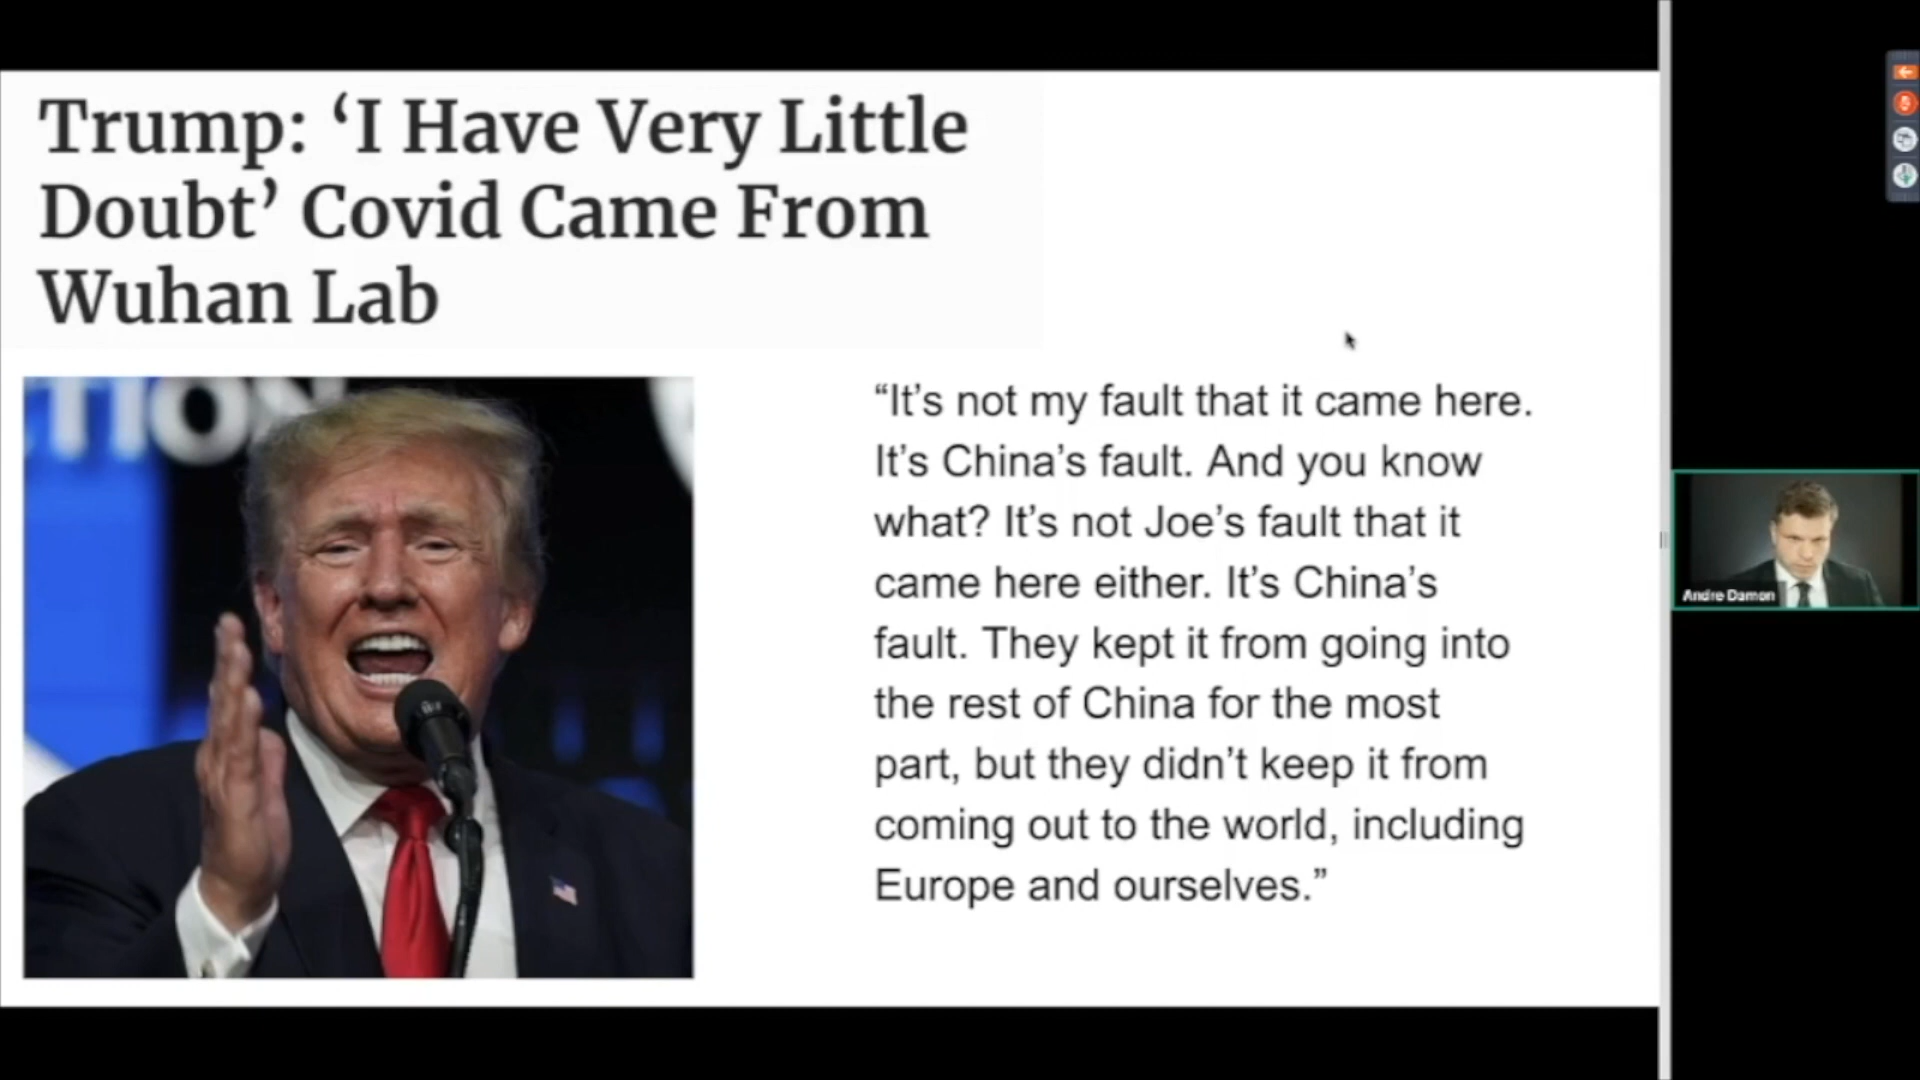 Trump: ‘I Have Very Little
Doubt’ Covid Came From
Wuhan Lab
“It’s not my fault that it came here.
It’s China’s fault. And you know
what? It’s not Joe’s fault that it
came here either. It’s China’s
fault. They kept it from going into
the rest of China for the most
part, but they didn’t keep it from
coming out to the world, including
Europe and ourselves.”
Andre Damon